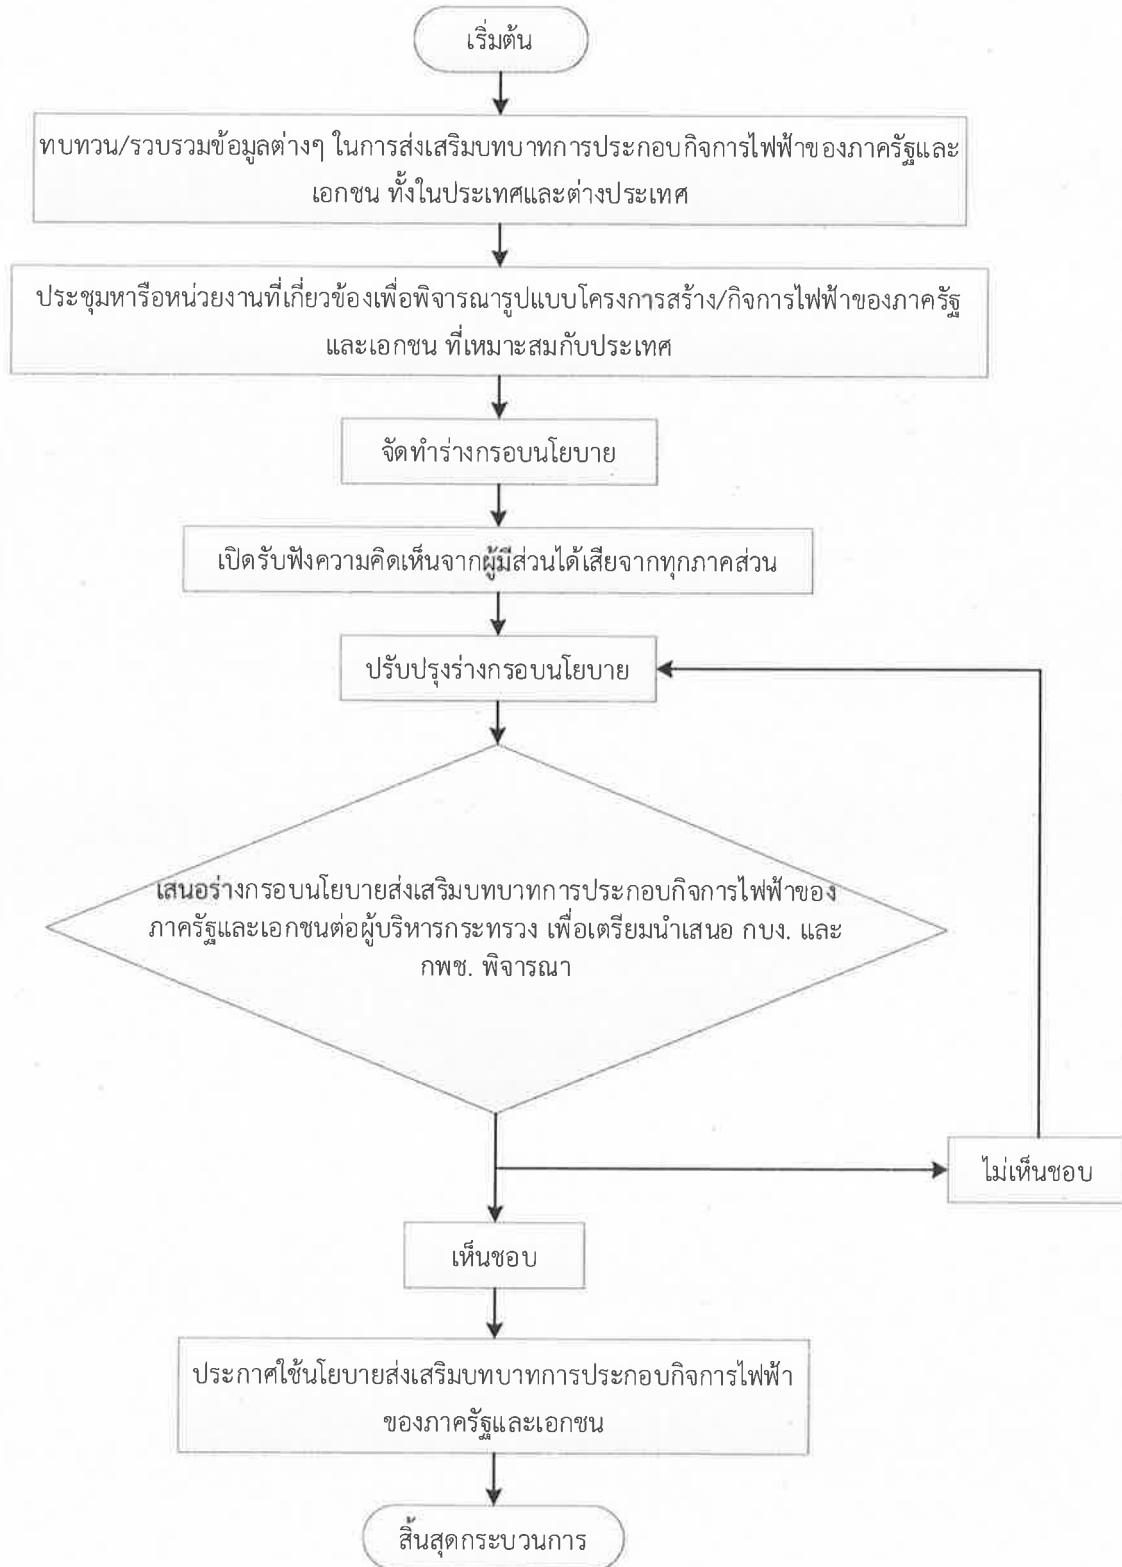 เริ่มต้น
ทบทวน/รวบรวมข้อมูลต่างๆ ในการส่งเสริมบทบาทการประกอบกิจการไฟฟ้าของภาครัฐและ
เอกชน ทั้งในประเทศและต่างประเทศ
ประชุมหารือหน่วยงานที่เกี่ยวข้องเพื่อพิจารณารูปแบบโครงการสร้าง/กิจการไฟฟ้าของภาครัฐ
และเอกชน ที่เหมาะสมกับประเทศ
จัดทำร่างกรอบนโยบาย
เปิดรับฟังความคิดเห็นจากผู้มีส่วนได้เสียจากทุกภาคส่วน
ปรับปรุงร่างกรอบนโยบาย
เสนอร่างกรอบนโยบายส่งเสริมบทบาทการประกอบกิจการไฟฟ้าของ
ภาครัฐและเอกชนต่อผู้บริหารกระทรวง เพื่อเตรียมนำเสนอ กบง. และ
กพช. พิจารณา
ไม่เห็นชอบ
เห็นชอบ
ประกาศใช้นโยบายส่งเสริมบทบาทการประกอบกิจการไฟฟ้า
ของภาครัฐและเอกชน
สิ้นสุดกระบวนการ